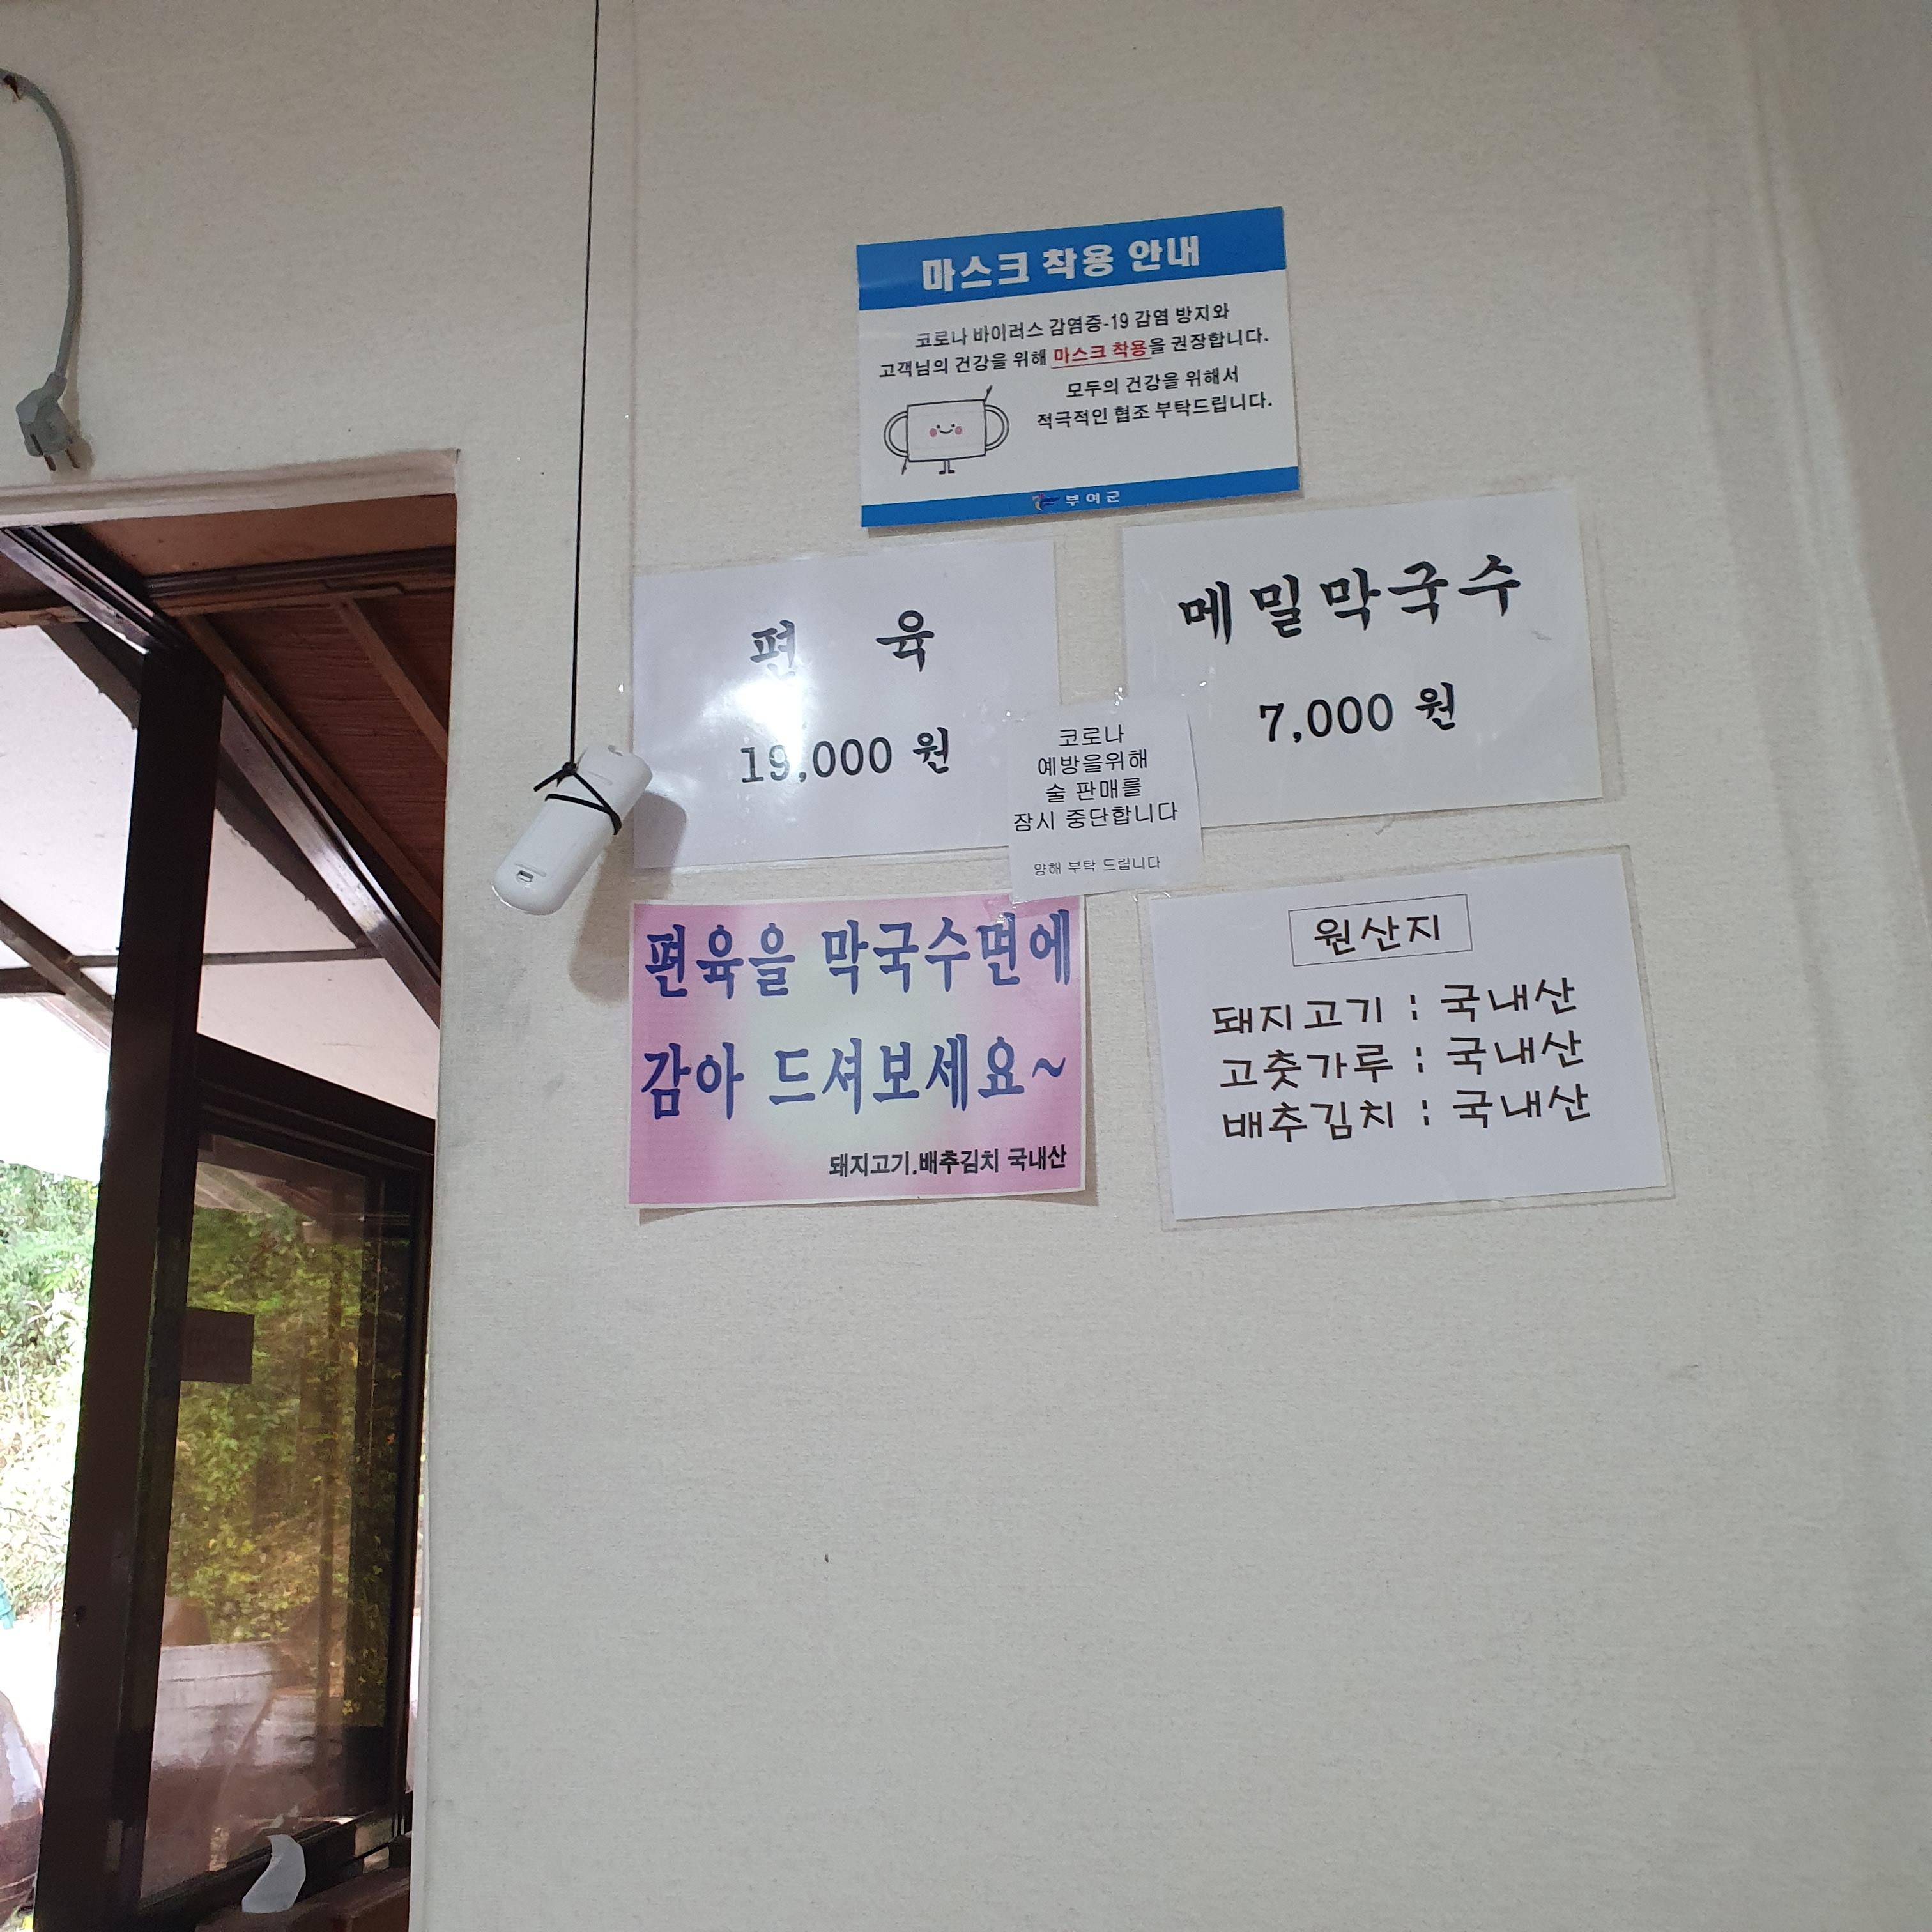 마스크 착용 안내
코로나 바이러스 감염증-19 감염 방지와
고객님의 건강을 위해 마스크 착용을 권장합니다.
모두의 건강을 위해서
적극적인 협조 부탁드립니다.
부여군
편 육
19,000 원
메밀막국수
7,000 원
코로나
예방을위해
술 판매를
잠시 중단합니다
양해 부탁 드립니다
편육을 막국수면에
감아 드셔보세요~
돼지고기.배추김치 국내산
원산지
돼지고기 : 국내산
고춧가루 : 국내산
배추김치 : 국내산